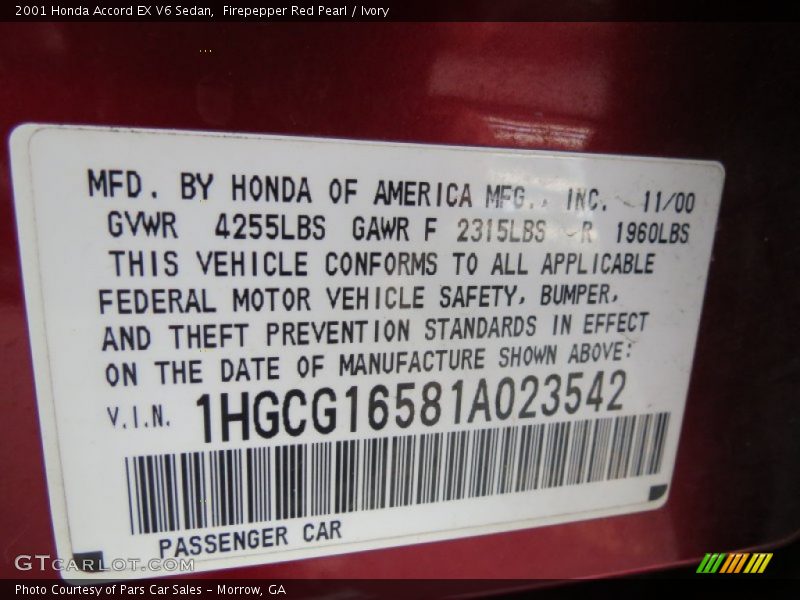 2001 Honda Accord EX V6 Sedan,  Firepepper Red Pearl / Ivory
MFD. BY HONDA OF AMERICA MFG., INC. 11/00
GVWR 4255LBS GAWR F 2315LBS R 1960LBS
THIS VEHICLE CONFORMS TO ALL APPLICABLE
FEDERAL MOTOR VEHICLE SAFETY, BUMPER,
AND THEFT PREVENTION STANDARDS IN EFFECT
ON THE DATE OF MANUFACTURE SHOWN ABOVE:
V.I.N. 1HGCG16581A023542
PASSENGER CAR
GTCarLot.com
Photo Courtesy of Pars Car Sales - Morrow, GA